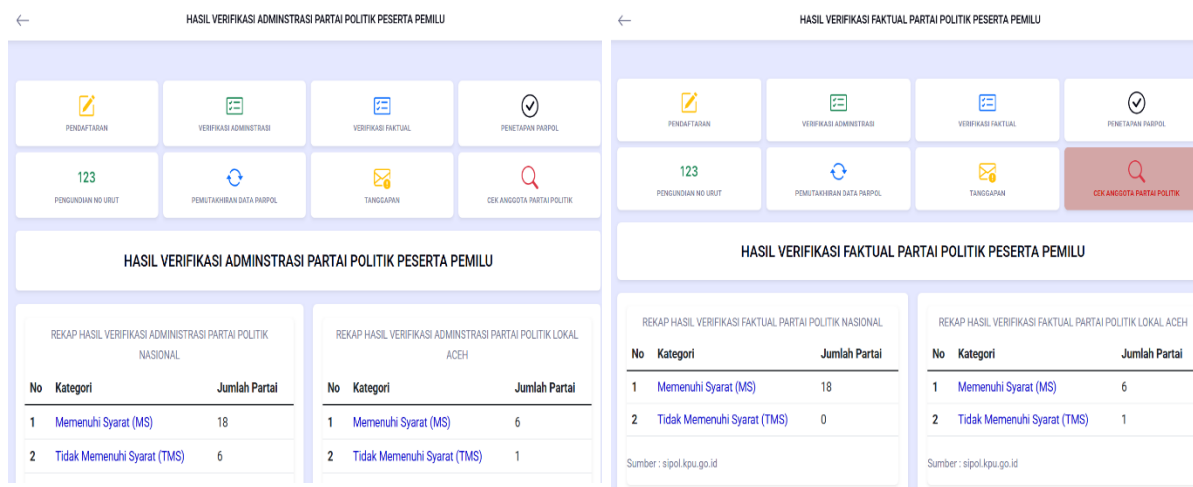 HASIL VERIFIKASI ADMINSTRASI PARTAI POLITIK PESERTA PEMILU
PENDAFTARAN
VERIFIKASI ADMINISTRASI
VERIFIKASI FAKTUAL
PENETAPAN PARPOL
123
PENGUNDIAN NO URUT
PEMUTAKHIRAN DATA PARPOL
TANGGAPAN
CEK ANGGOTA PARTAI POLITIK
HASIL VERIFIKASI ADMINSTRASI PARTAI POLITIK PESERTA PEMILU
REKAP HASIL VERIFIKASI ADMINISTRASI PARTAI POLITIK
NASIONAL
No Kategori Jumlah Partai
1 Memenuhi Syarat (MS) 18
2 Tidak Memenuhi Syarat (TMS) 6
REKAP HASIL VERIFIKASI ADMINSTRASI PARTAI POLITIK LOKAL
ACEH
No Kategori Jumlah Partai
1 Memenuhi Syarat (MS) 6
2 Tidak Memenuhi Syarat (TMS) 1
HASIL VERIFIKASI FAKTUAL PARTAI POLITIK PESERTA PEMILU
PENDAFTARAN
VERIFIKASI ADMINISTRASI
VERIFIKASI FAKTUAL
PENETAPAN PARPOL
123
PENGUNDIAN NO URUT
PEMUTAKHIRAN DATA PARPOL
TANGGAPAN
CEK ANGGOTA PARTAI POLITIK
HASIL VERIFIKASI FAKTUAL PARTAI POLITIK PESERTA PEMILU
REKAP HASIL VERIFIKASI FAKTUAL PARTAI POLITIK NASIONAL
No Kategori Jumlah Partai
1 Memenuhi Syarat (MS) 18
2 Tidak Memenuhi Syarat (TMS) 0
Sumber : sipol.kpu.go.id
REKAP HASIL VERIFIKASI FAKTUAL PARTAI POLITIK LOKAL ACEH
No Kategori Jumlah Partai
1 Memenuhi Syarat (MS) 6
2 Tidak Memenuhi Syarat (TMS) 1
Sumber : sipol.kpu.go.id